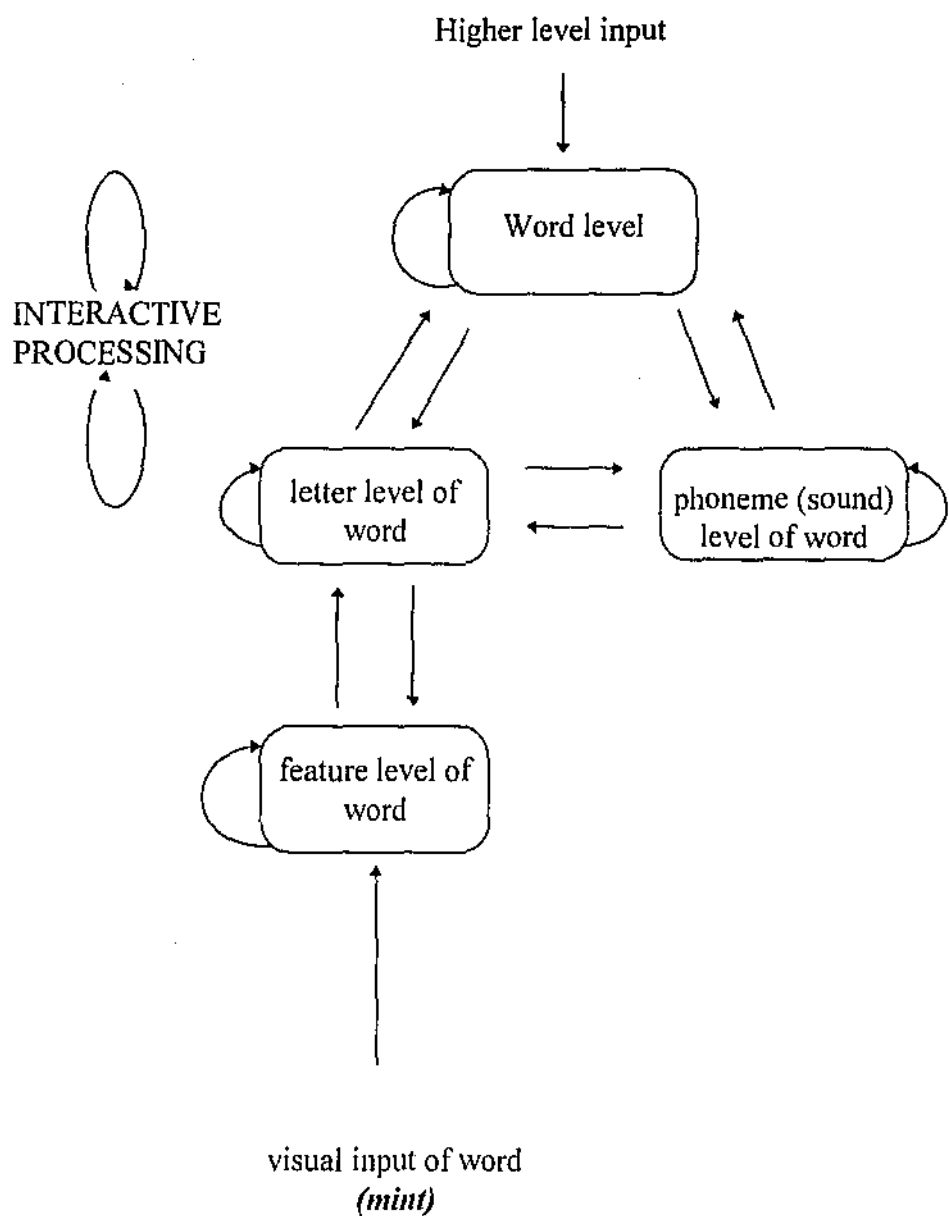 Higher level input
Word level
INTERACTIVE
PROCESSING
letter level of
word
phoneme (sound)
level of word
feature level of
word
visual input of word
(mint)